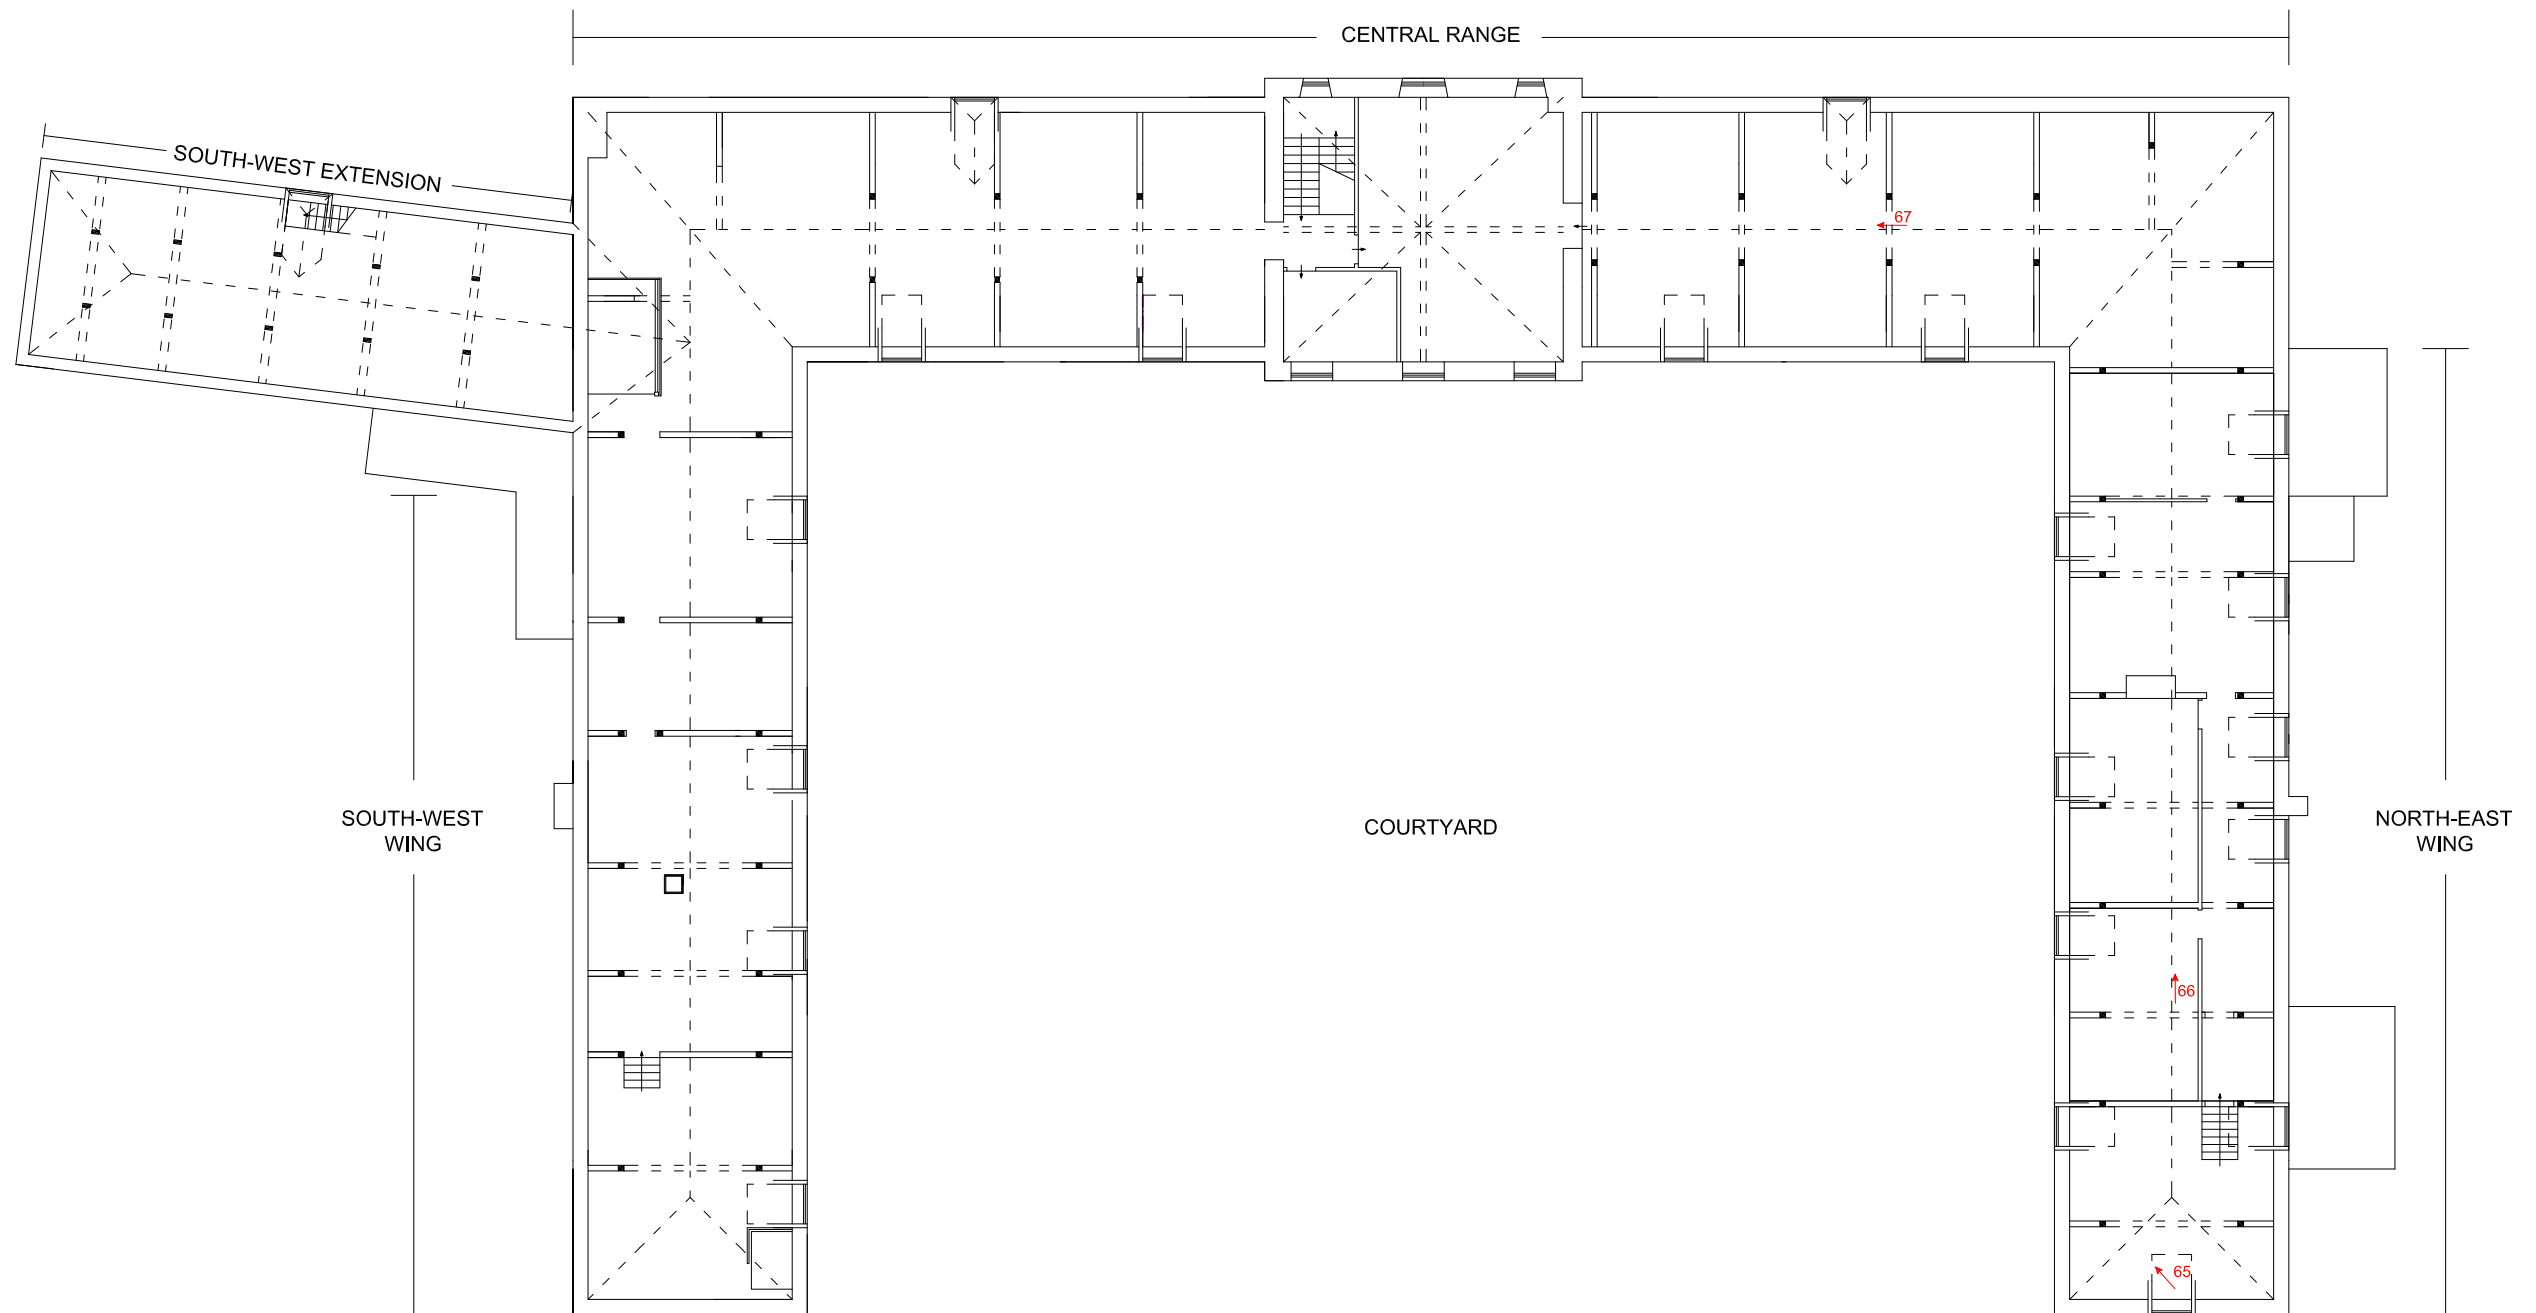 CENTRAL RANGE
SOUTH-WEST EXTENSION
67
SOUTH-WEST
WING
COURTYARD
NORTH-EAST
WING
66
65